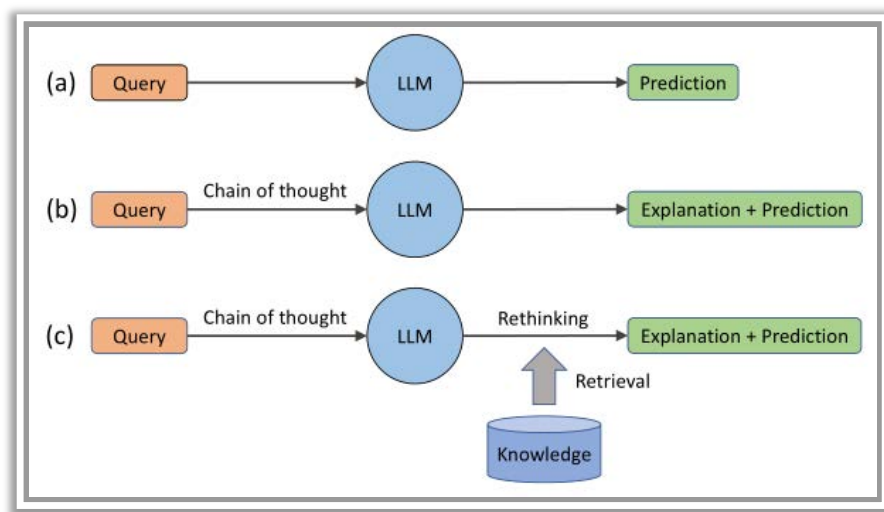 (a) Query LLM Prediction
Chain of thought
(b) Query LLM Explanation + Prediction
Chain of thought Rethinking
(c) Query LLM Explanation + Prediction
Retrieval
Knowledge